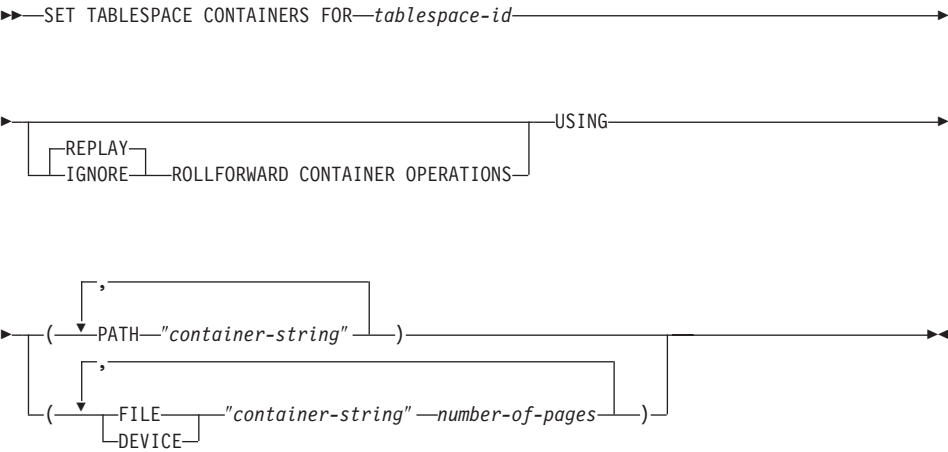 SET TABLESPACE CONTAINERS FOR tablespace-id
USING
REPLAY
IGNORE ROLLFORWARD CONTAINER OPERATIONS
,
( PATH "container-string" )
,
( FILE "container-string" number-of-pages )
DEVICE